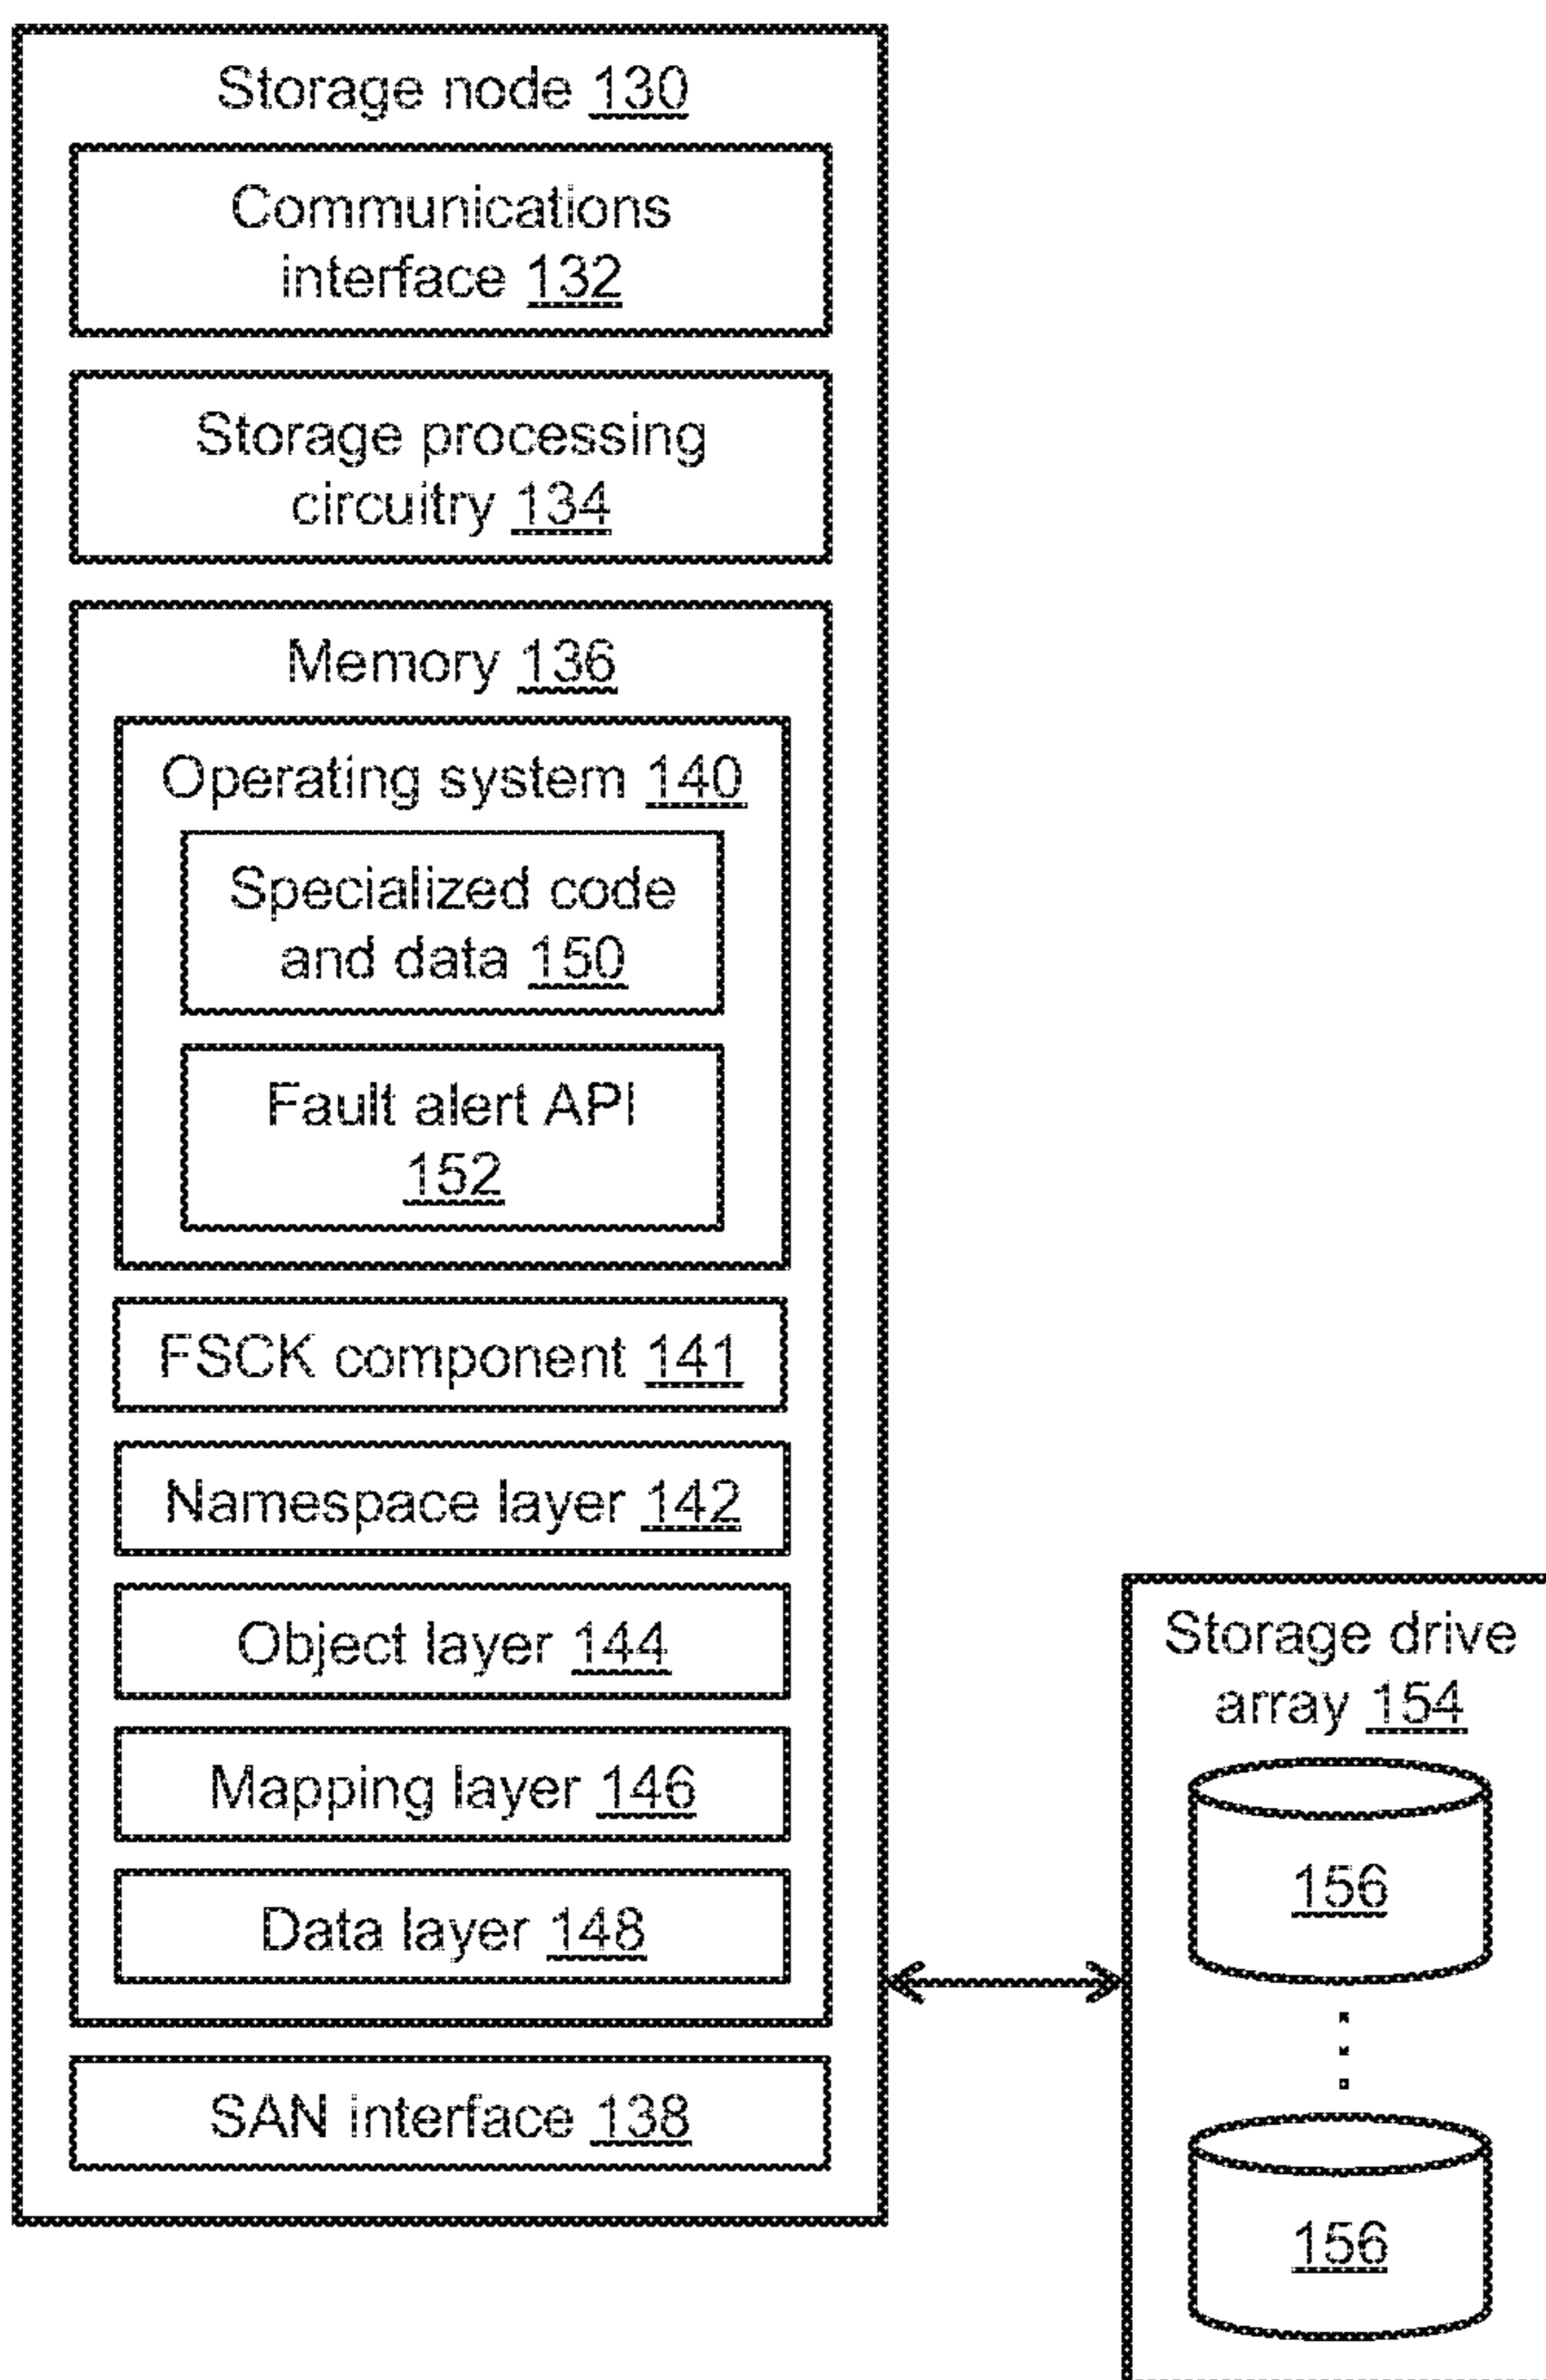 Storage node 130
Communications
interface 132
Storage processing
circuitry 134
Memory 136
Operating system 140
Specialized code
and data 150
Fault alert API
152
FSCK component 141
Namespace layer 142
Object layer 144
Mapping layer 146
Data layer 148
SAN interface 138
Storage drive
array 154
156
156